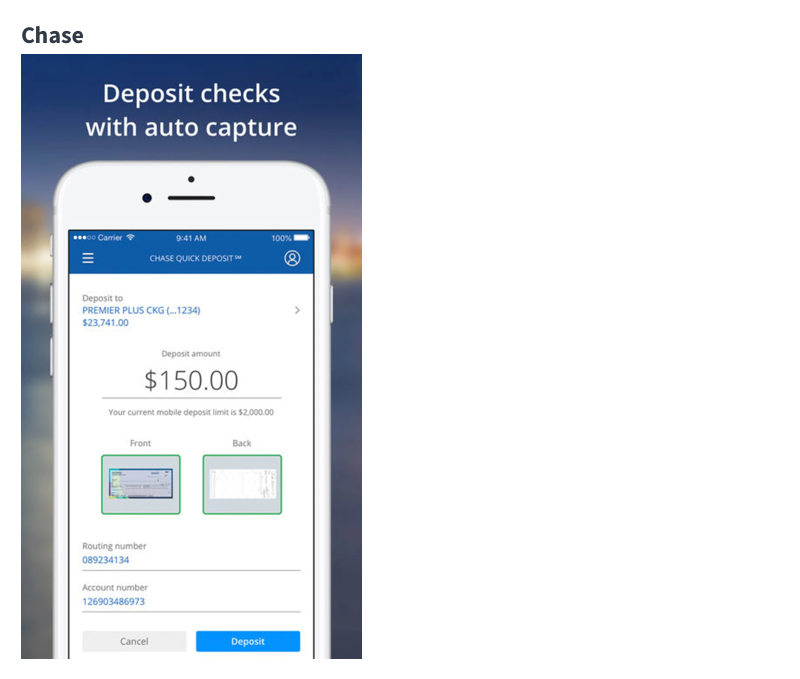 Chase
Deposit checks
with auto capture
Carrier 9:41 AM 100%
CHASE QUICK DEPOSIT℠
Deposit to
PREMIER PLUS CKG (...1234)
$23,741.00
Deposit amount
$150.00
Your current mobile deposit limit is $2,000.00
Front Back
Routing number
089234134
Account number
126903486973
Cancel Deposit